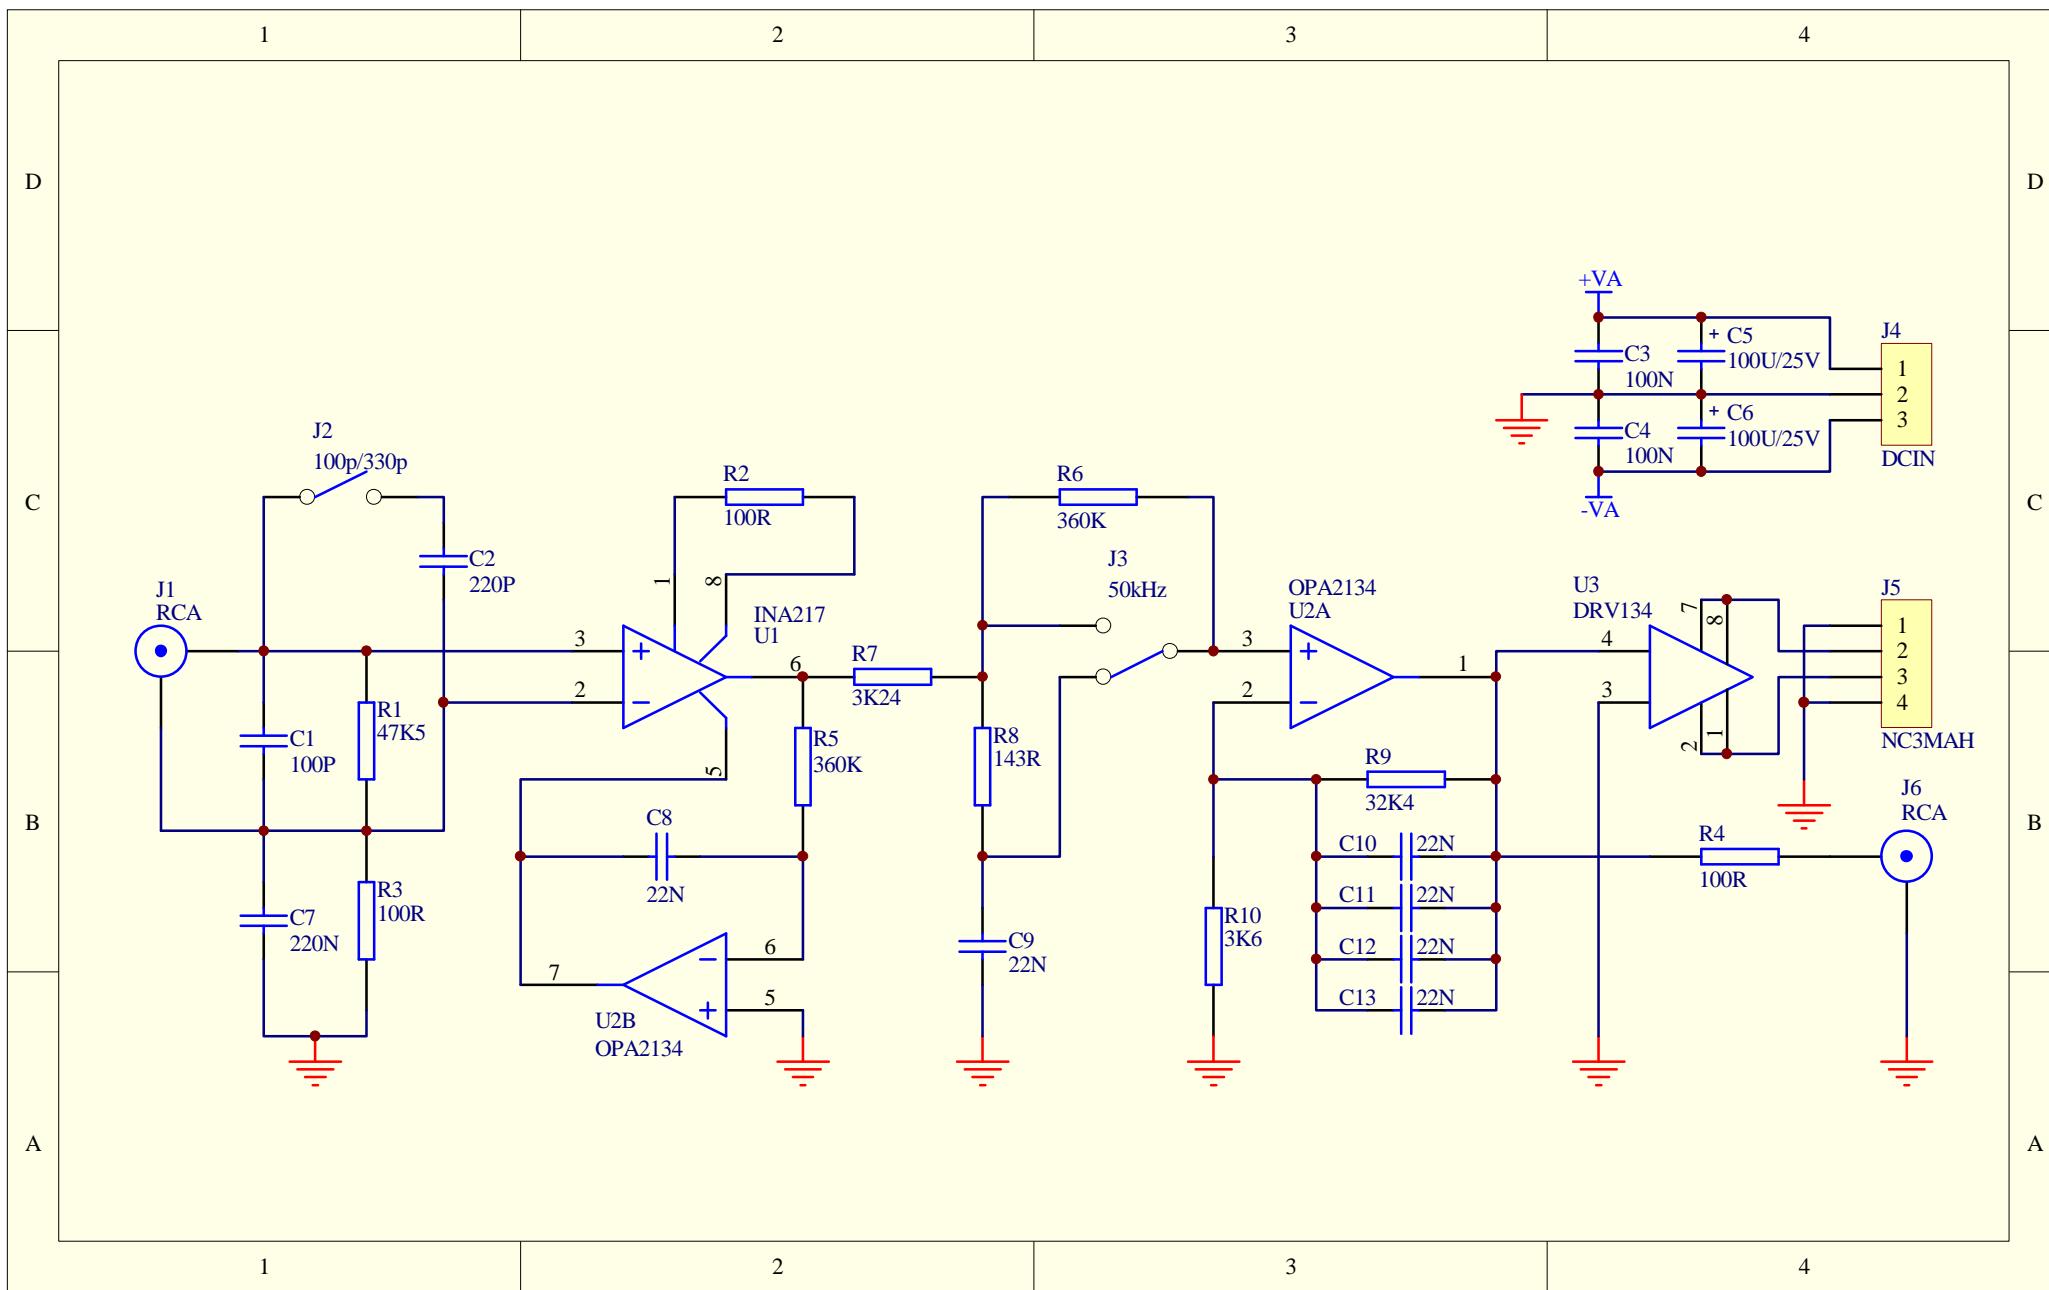 1
2
3
4
D
D
+VA
J4
C5
+
100U/25V
C3
100N
1
2
3
C6
+
100U/25V
C4
100N
DCIN
-VA
C
C
J2
100p/330p
R2
100R
R6
360K
C2
220P
J3
50kHz
J1
RCA
1
8
INA217
U1
OPA2134
U2A
U3
DRV134
J5
7
8
1
2
3
4
NC3MAH
3
2
6
R7
3K24
3
2
1
4
3
2
1
R1
47K5
C1
100P
R5
360K
5
R8
143R
R9
32K4
J6
RCA
B
B
C8
22N
C10
22N
R4
100R
R3
100R
C7
220N
C11
22N
R10
3K6
C9
22N
C12
22N
6
7
5
C13
22N
U2B
OPA2134
A
A
1
2
3
4